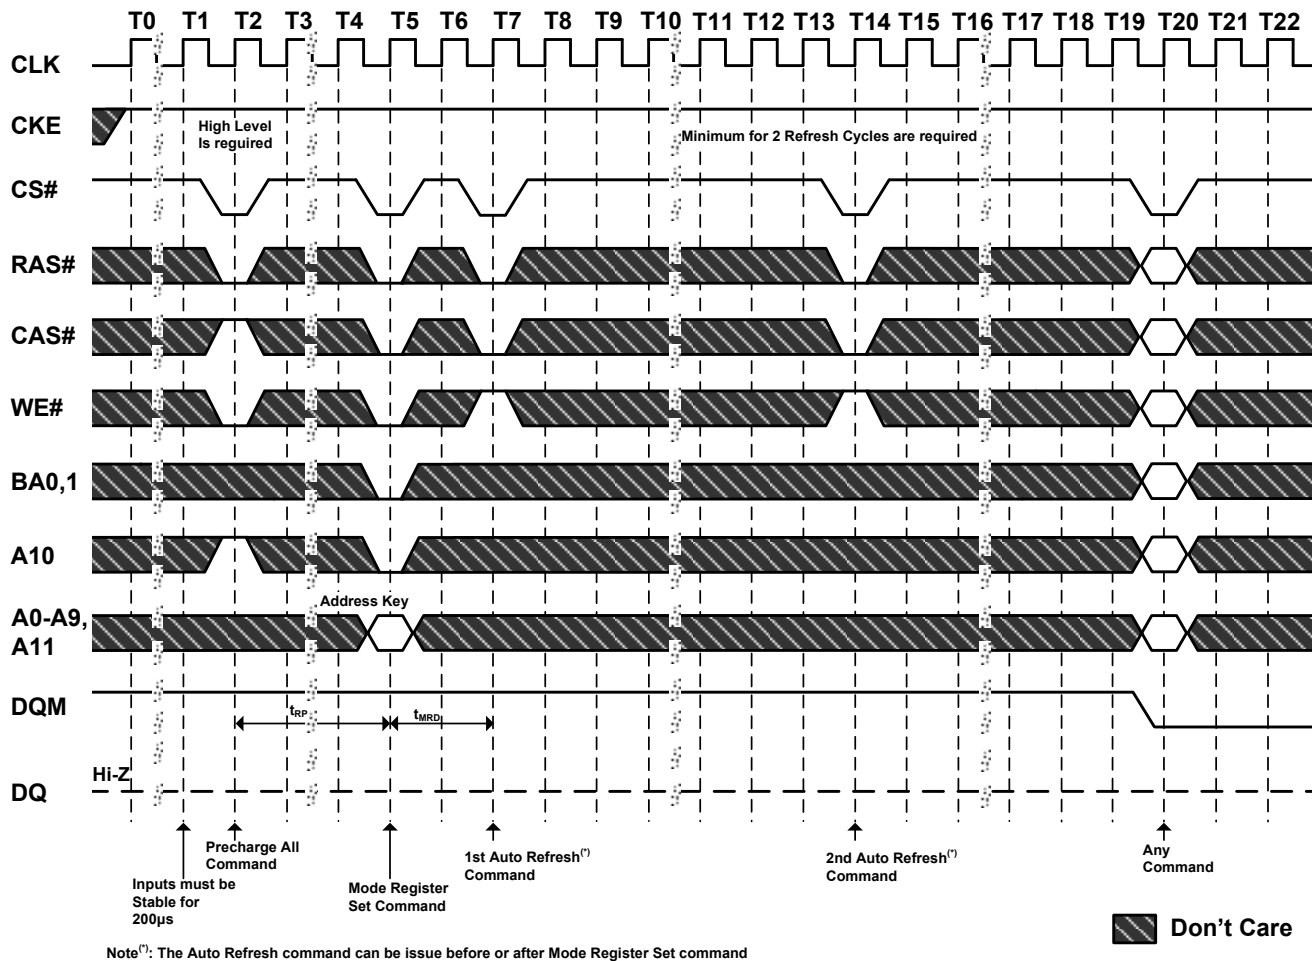 T0 T1 T2 T3 T4 T5 T6 T7 T8 T9 T10 T11 T12 T13 T14 T15 T16 T17 T18 T19 T20 T21 T22
CLK
CKE
High Level
Is reguired
Minimum for 2 Refresh Cycles are required
CS#
RAS#
CAS#
WE#
BA0,1
A10
Address Key
A0-A9,
A11
DQM
tRP
tMRD
Hi-Z
DQ
Inputs must be
Stable for
200µs
Precharge All
Command
Mode Register
Set Command
1st Auto Refresh(*)
Command
2nd Auto Refresh(*)
Command
Any
Command
Don't Care
Note(*): The Auto Refresh command can be issue before or after Mode Register Set command